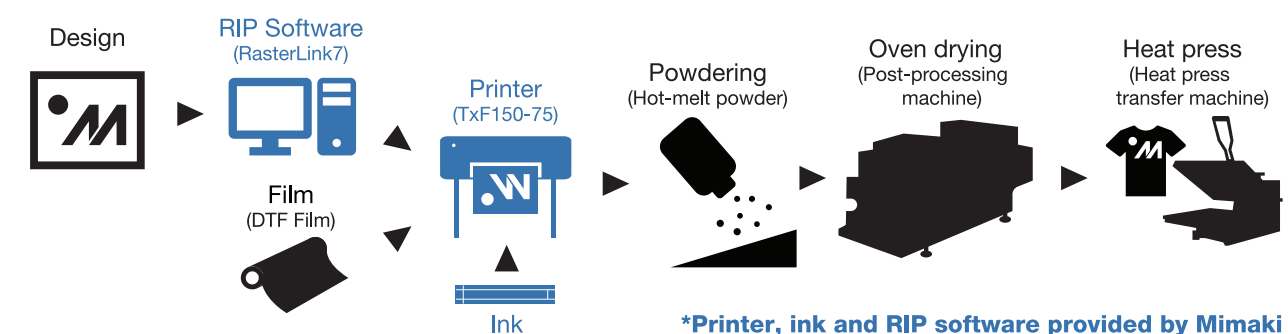 Design
RIP Software
(RasterLink7)
Film
(DTF Film)
Printer
(TxF150-75)
Ink
Powdering
(Hot-melt powder)
Oven drying
(Post-processing
machine)
Heat press
(Heat press
transfer machine)
*Printer, ink and RIP software provided by Mimaki